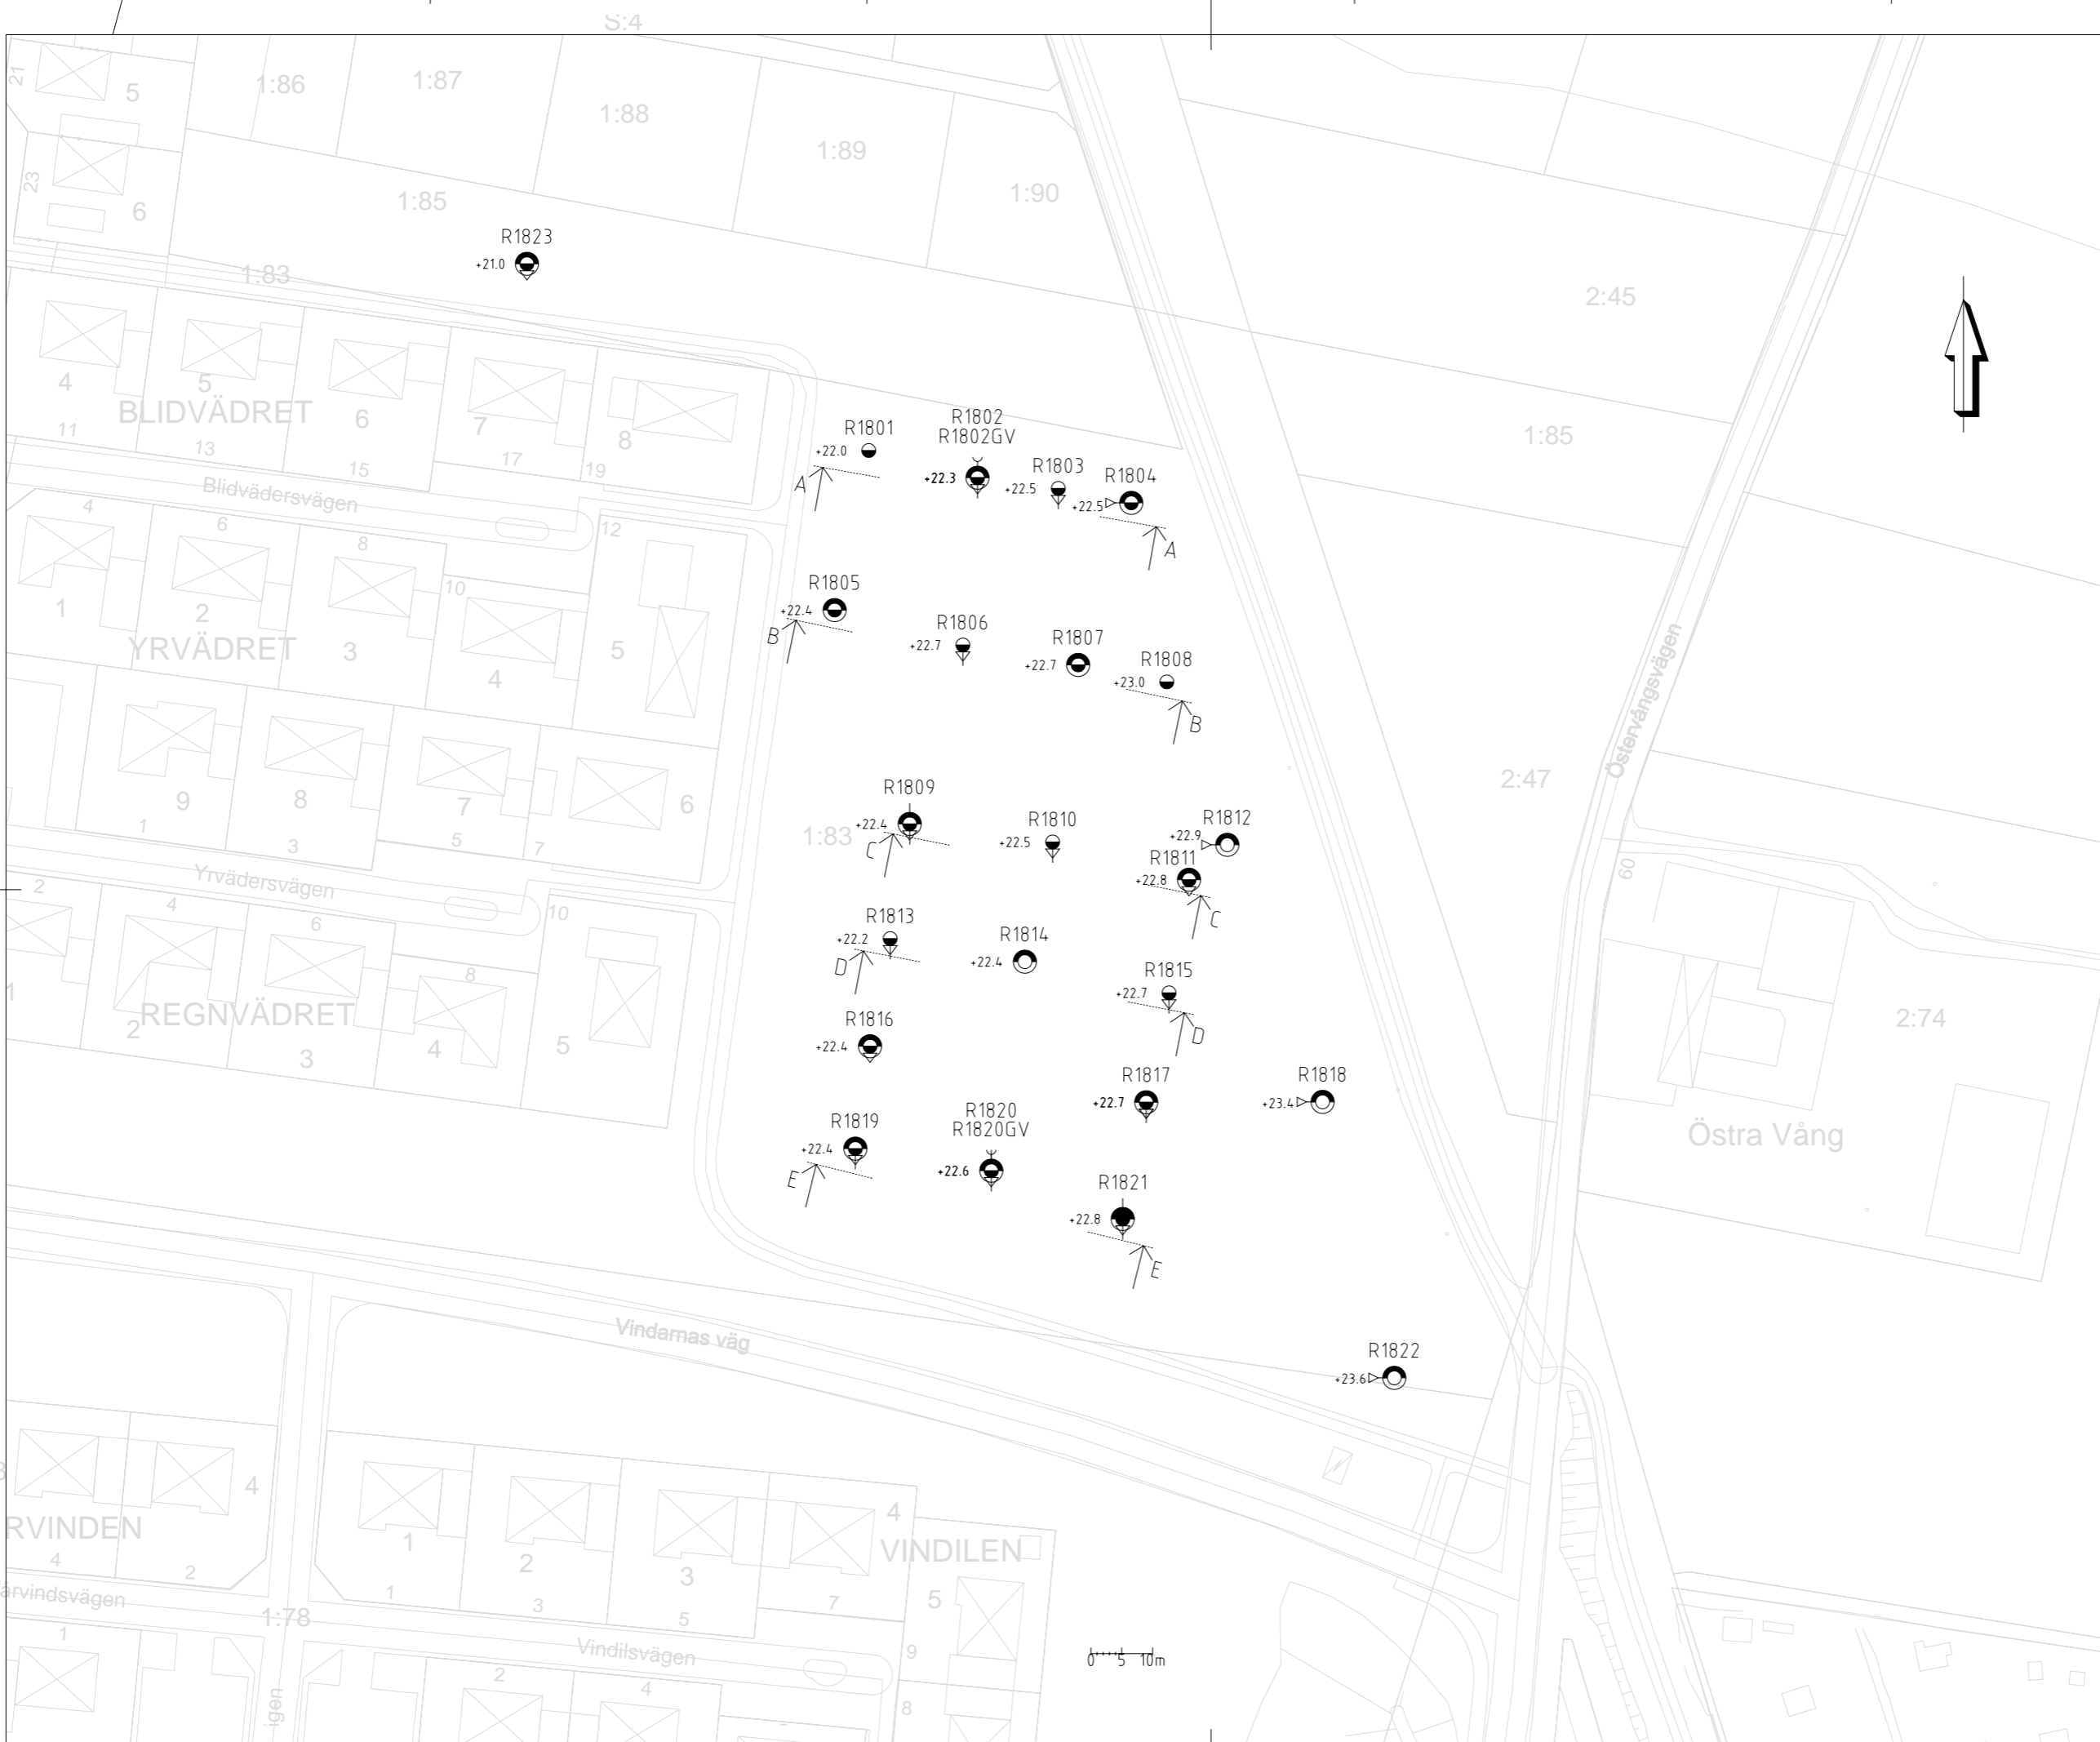 S:4
21
5
1:86
1:87
1:88
1:89
1:90
23
6
1:85
R1823
+21.0
1:83
2:45
4
5
6
7
8
BLIDVÄDRET
11
13
15
17
19
Blidvädersvägen
1:85
R1801
+22.0
R1802
R1802GV
+22.3
R1803
+22.5
R1804
+22.5
A
A
4
6
8
10
12
1
2
3
4
5
YRVÄDRET
R1805
+22.4
R1806
+22.7
R1807
+22.7
R1808
+23.0
B
B
Östervångsvägen
2:47
9
8
7
6
1
3
5
7
Yrvädersvägen
1:83
R1809
+22.4
R1810
+22.5
R1812
+22.9
R1811
+22.8
C
C
60
2
4
6
8
10
1
2
3
4
5
REGNVÄDRET
R1813
+22.2
R1814
+22.4
R1815
+22.7
D
D
2:74
R1816
+22.4
R1817
+22.7
R1818
+23.4
Östra Vång
R1819
+22.4
R1820
R1820GV
+22.6
R1821
+22.8
E
E
Vindarnas väg
R1822
+23.6
3
4
RVINDEN
4
2
1
2
3
4
VINDILEN
5
arvindsvägen
1
3
5
7
9
1:78
Vindilsvägen
1
2
4
8
igen
0 5 10m